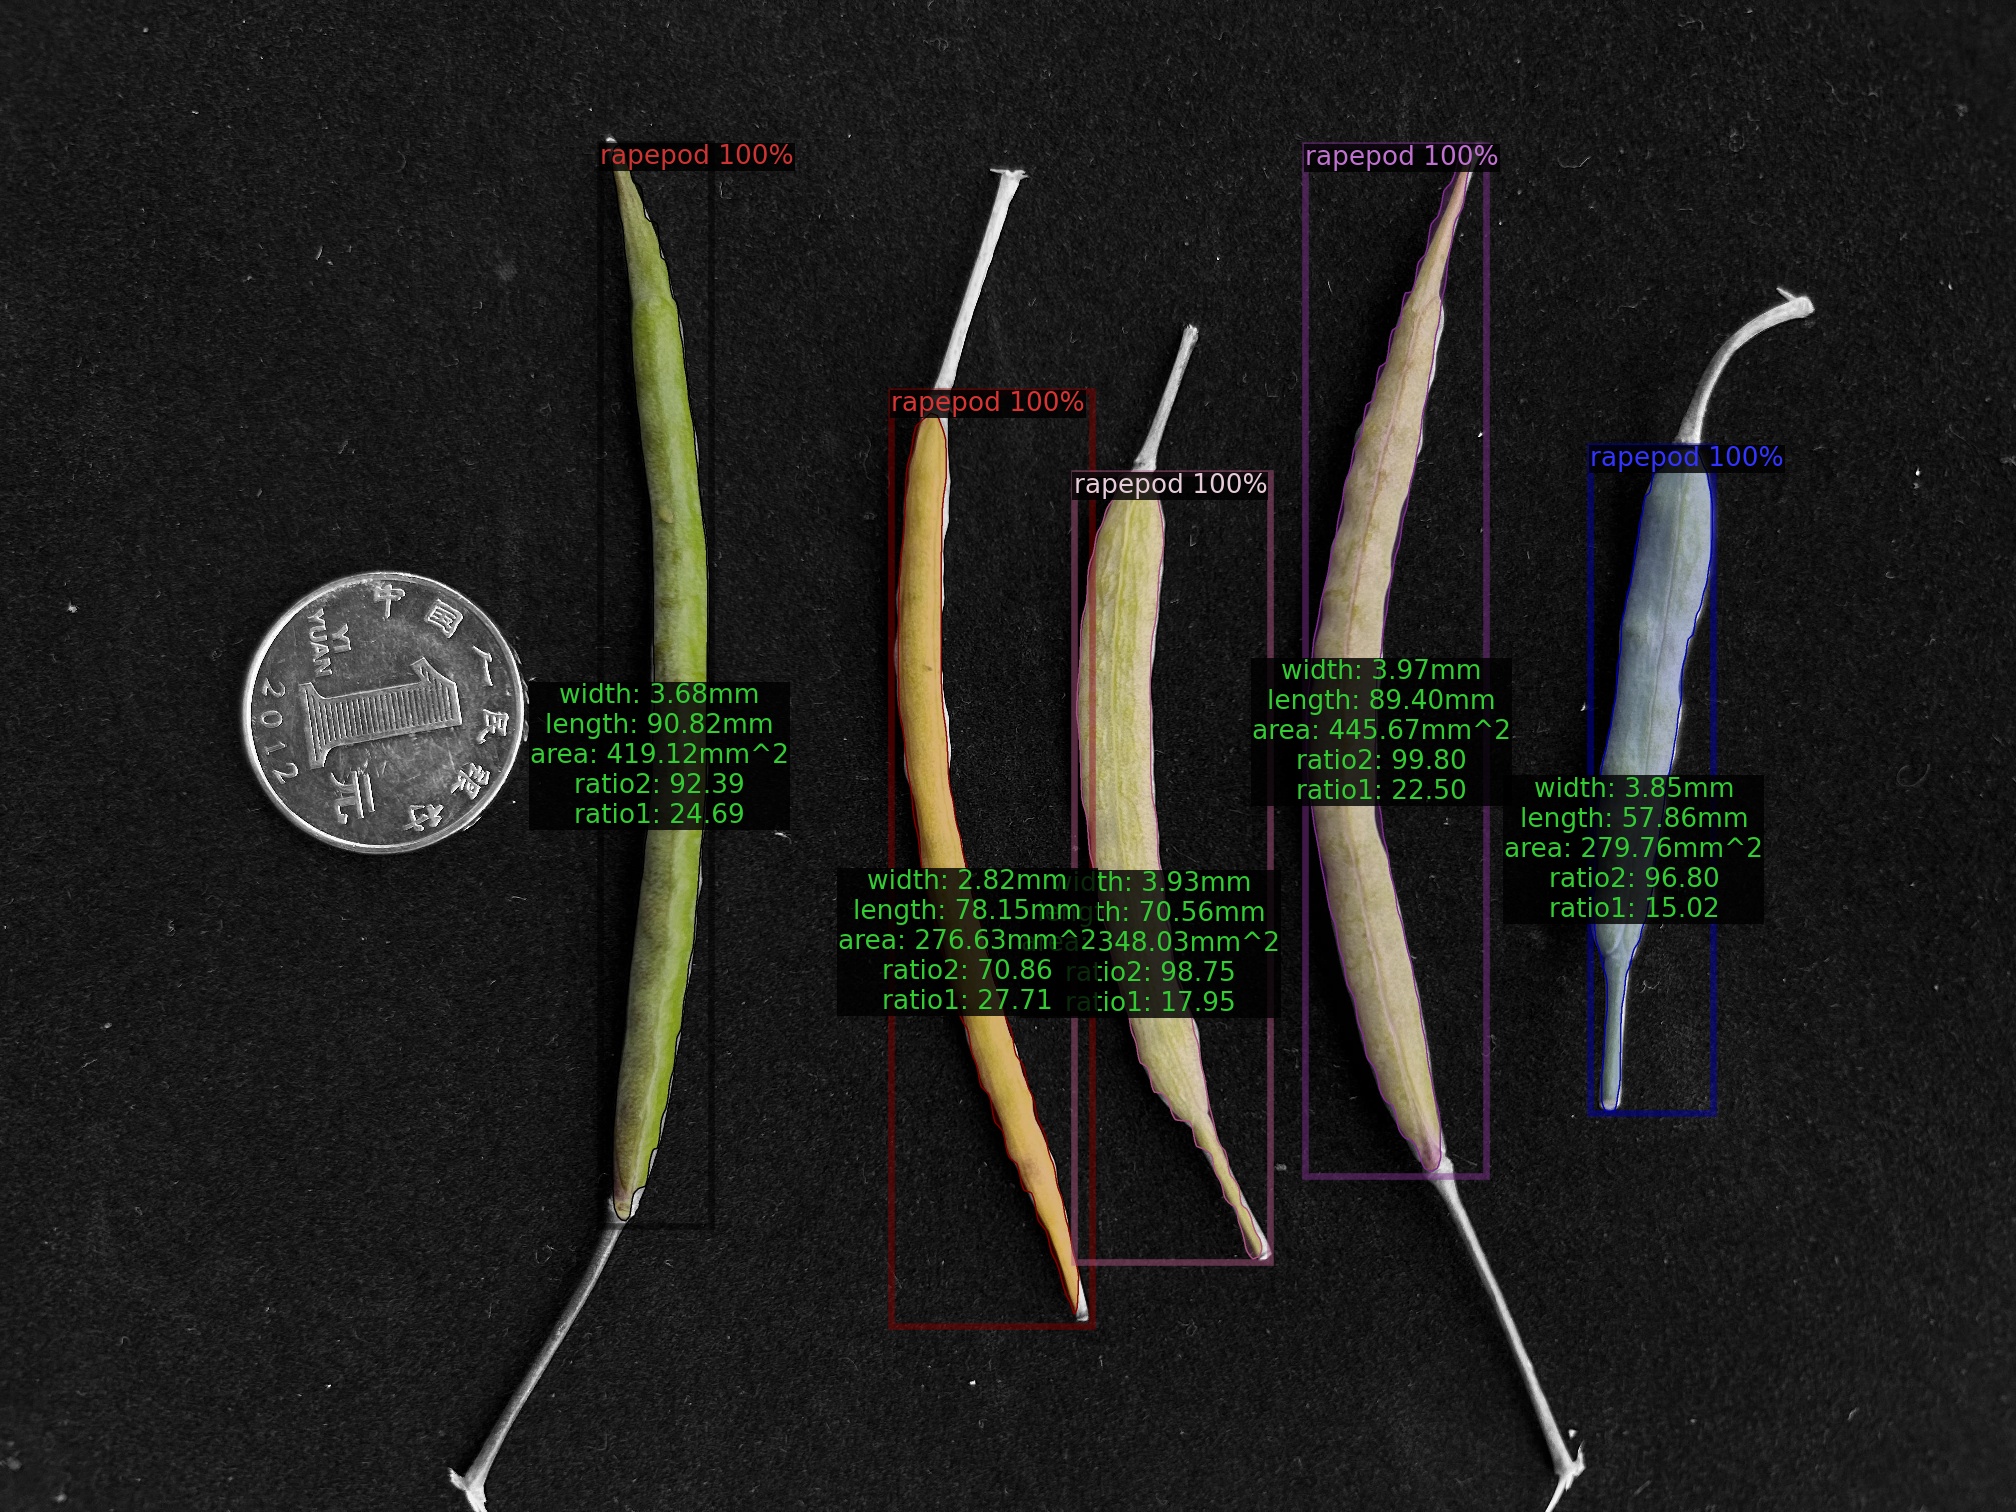 rapepod 100%
rapepod 100%
rapepod 100%
rapepod 100%
rapepod 100%
中国人民银行
YI
YUAN
1
元
2012
width: 3.68mm
length: 90.82mm
area: 419.12mm^2
ratio2: 92.39
ratio1: 24.69
width: 2.82mm
length: 78.15mm
area: 276.63mm^2
ratio2: 70.86
ratio1: 27.71
width: 3.93mm
length: 70.56mm
area: 348.03mm^2
ratio2: 98.75
ratio1: 17.95
width: 3.97mm
length: 89.40mm
area: 445.67mm^2
ratio2: 99.80
ratio1: 22.50
width: 3.85mm
length: 57.86mm
area: 279.76mm^2
ratio2: 96.80
ratio1: 15.02